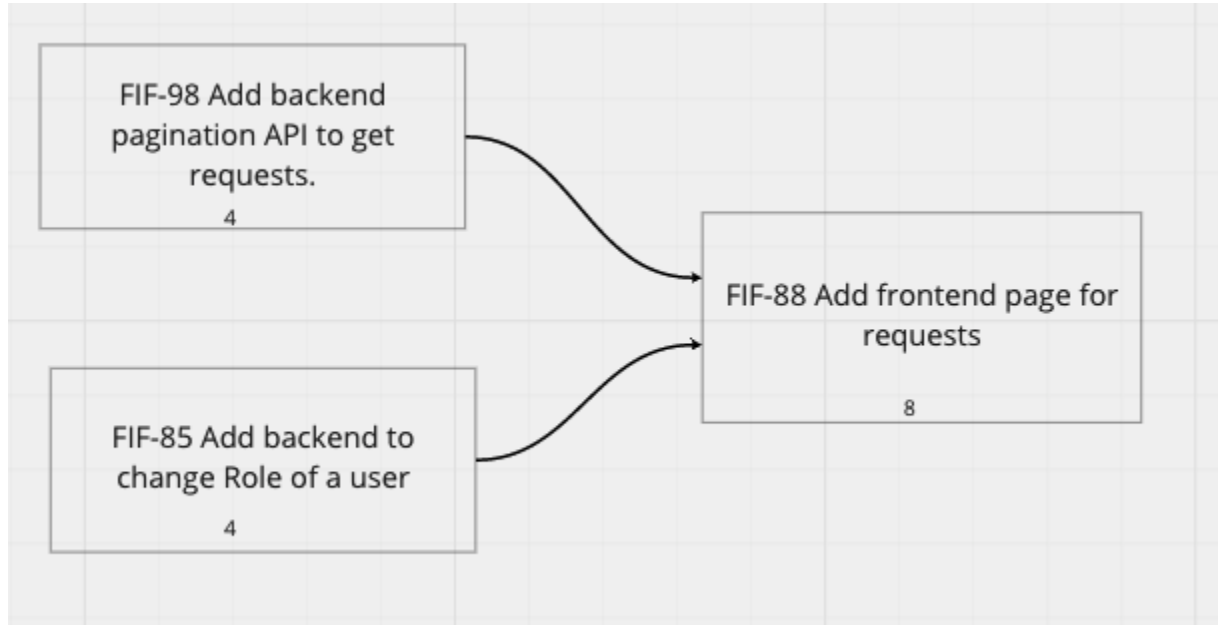 FIF-98 Add backend
pagination API to get
requests.
4
FIF-88 Add frontend page for
requests
8
FIF-85 Add backend to
change Role of a user
4